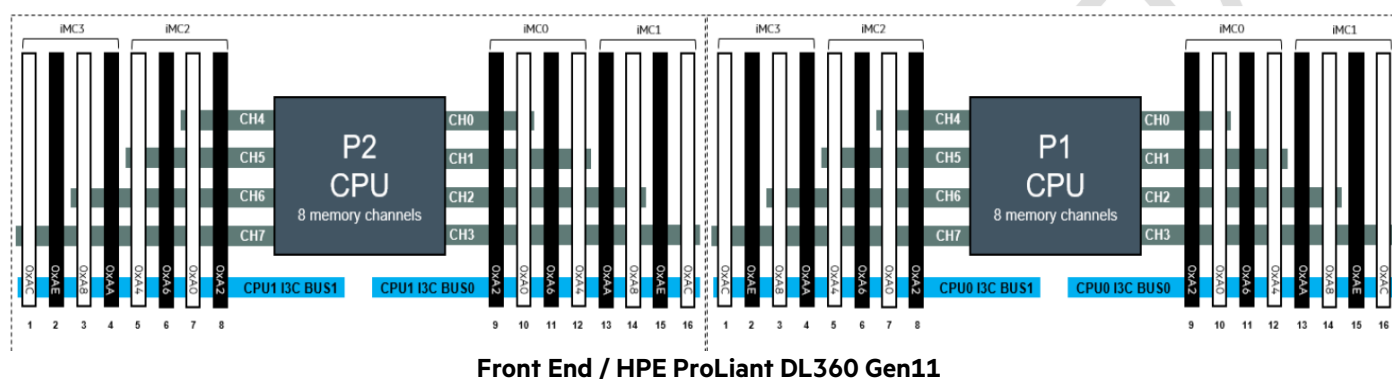 iMC3 iMC2 iMC0 iMC1 iMC3 iMC2 iMC0 iMC1
CH4 CH0 CH4 CH0
P2 P1
CH5 CH1 CH5 CH1
CPU CPU
CH6 CH2 CH6 CH2
8 memory channels 8 memory channels
CH7 CH3 CH7 CH3
0xAC 0xAE 0xA8 0xAA 0xA4 0xA6 0xA0 0xA2 CPU1 I3C BUS1 CPU1 I3C BUS0 0xA2 0xA0 0xA6 0xA4 0xAA 0xA8 0xAE 0xAC 0xAC 0xAE 0xA8 0xAA 0xA4 0xA6 0xA0 0xA2 CPU0 I3C BUS1 CPU0 I3C BUS0 0xA2 0xA0 0xA6 0xA4 0xAA 0xA8 0xAE 0xAC
1 2 3 4 5 6 7 8 9 10 11 12 13 14 15 16 1 2 3 4 5 6 7 8 9 10 11 12 13 14 15 16
Front End / HPE ProLiant DL360 Gen11